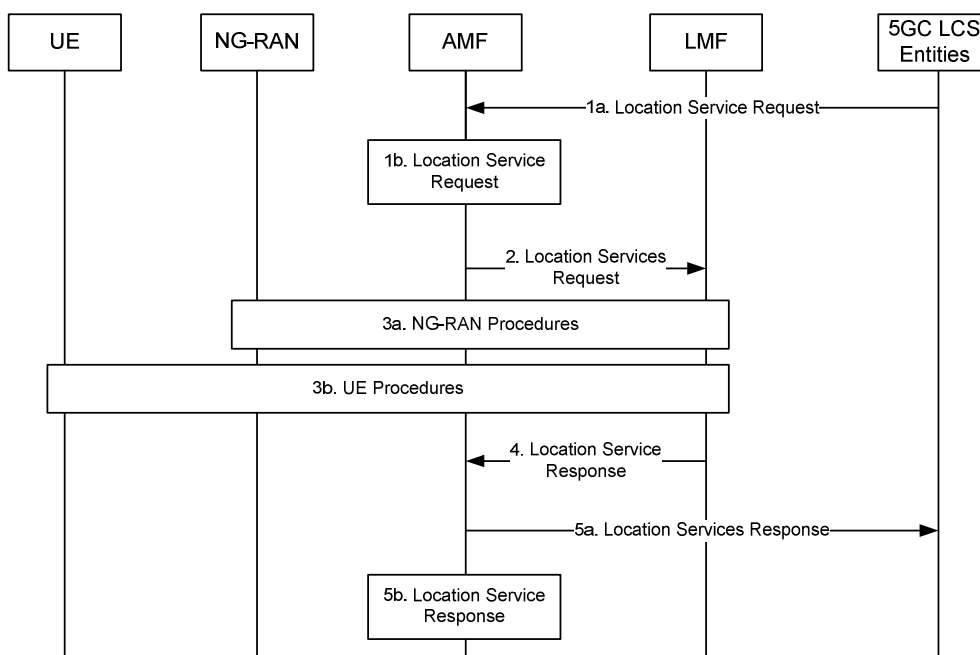 UE
NG-RAN
AMF
LMF
5GC LCS
Entities
1a. Location Service Request
1b. Location Service
Request
2. Location Services
Request
3a. NG-RAN Procedures
3b. UE Procedures
4. Location Service
Response
5a. Location Services Response
5b. Location Service
Response